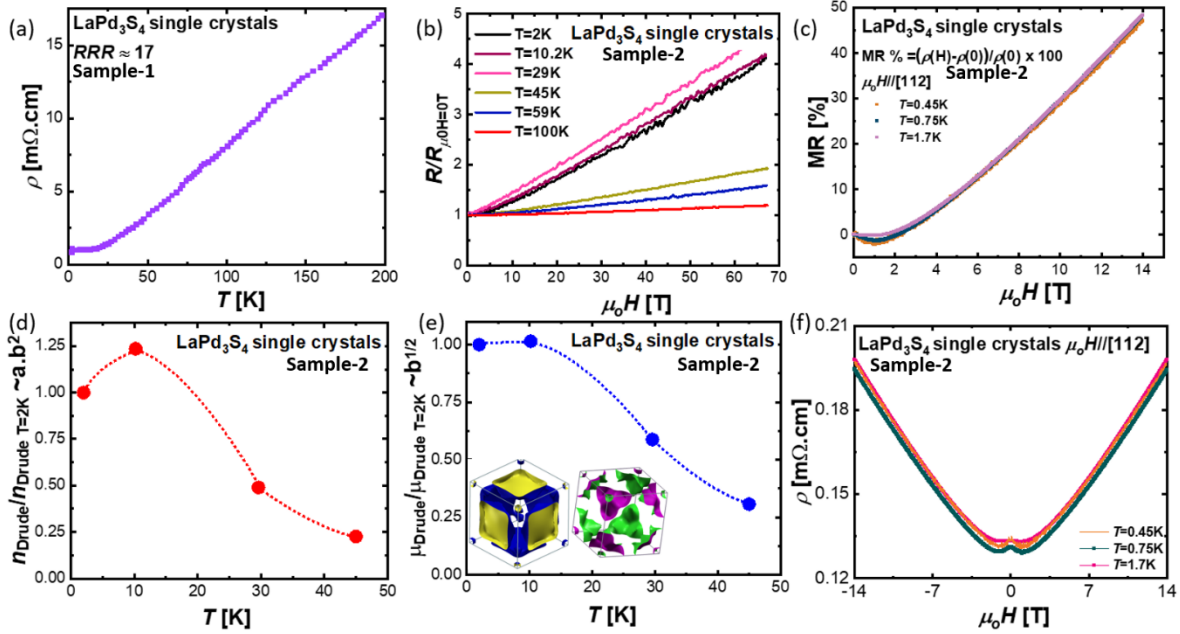 (a)
LaPd₃S₄ single crystals
RRR ≈ 17
Sample-1
ρ [mΩ.cm]
15
10
5
0
0 50 100 150 200
T [K]
(b)
LaPd₃S₄ single crystals
Sample-2
T=2K
T=10.2K
T=29K
T=45K
T=59K
T=100K
R/R μ0H=0T
5
4
3
2
1
0
0 10 20 30 40 50 60 70
μₒH [T]
(c)
LaPd₃S₄ single crystals
MR % =(ρ(H)-ρ(0))/ρ(0) x 100
Sample-2
μₒH//[112]
T=0.45K
T=0.75K
T=1.7K
MR [%]
50
40
30
20
10
0
0 2 4 6 8 10 12 14
μₒH [T]
(d)
LaPd₃S₄ single crystals
Sample-2
nDrude/nDrude T=2K ~a.b²
1.25
1.00
0.75
0.50
0.25
0.00
0 10 20 30 40 50
T [K]
(e)
LaPd₃S₄ single crystals
Sample-2
μDrude/μDrude T=2K ~b1/2
1.00
0.75
0.50
0.25
0.00
0 10 20 30 40 50
T [K]
(f)
LaPd₃S₄ single crystals μₒH//[112]
Sample-2
ρ [mΩ.cm]
0.21
0.18
0.15
0.12
T=0.45K
T=0.75K
T=1.7K
-14 -7 0 7 14
μₒH [T]